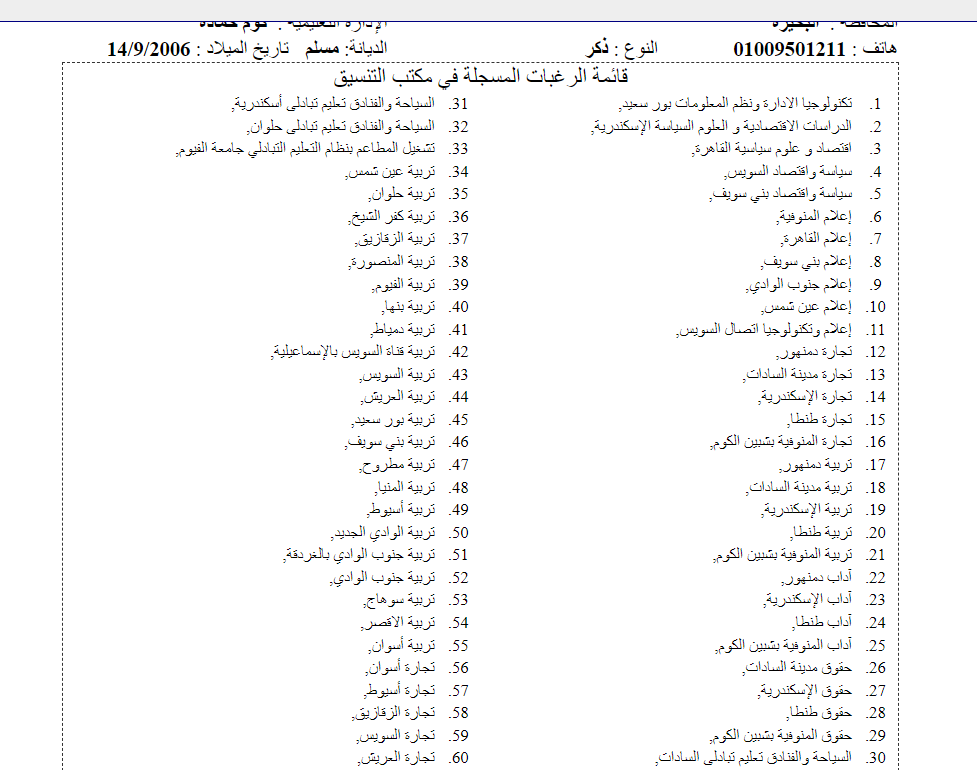 المحافظة : البحيرة الإدارة التعليمية : كوم حمادة
هاتف : 01009501211 النوع : ذكر الديانة: مسلم تاريخ الميلاد : 14/9/2006
قائمة الرغبات المسجلة في مكتب التنسيق
1. تكنولوجيا الادارة ونظم المعلومات بور سعيد,
2. الدراسات الاقتصادية و العلوم السياسة الإسكندرية,
3. اقتصاد و علوم سياسية القاهرة,
4. سياسة واقتصاد السويس,
5. سياسة واقتصاد بني سويف,
6. إعلام المنوفية,
7. إعلام القاهرة,
8. إعلام بني سويف,
9. إعلام جنوب الوادي,
10. إعلام عين شمس,
11. إعلام وتكنولوجيا اتصال السويس,
12. تجارة دمنهور,
13. تجارة مدينة السادات,
14. تجارة الإسكندرية,
15. تجارة طنطا,
16. تجارة المنوفية بشبين الكوم,
17. تربية دمنهور,
18. تربية مدينة السادات,
19. تربية الإسكندرية,
20. تربية طنطا,
21. تربية المنوفية بشبين الكوم,
22. آداب دمنهور,
23. آداب الإسكندرية,
24. آداب طنطا,
25. آداب المنوفية بشبين الكوم,
26. حقوق مدينة السادات,
27. حقوق الإسكندرية,
28. حقوق طنطا,
29. حقوق المنوفية بشبين الكوم,
30. السياحة والفنادق تعليم تبادلى السادات,
31. السياحة والفنادق تعليم تبادلى أسكندرية,
32. السياحة والفنادق تعليم تبادلى حلوان,
33. تشغيل المطاعم بنظام التعليم التبادلي جامعة الفيوم,
34. تربية عين شمس,
35. تربية حلوان,
36. تربية كفر الشيخ,
37. تربية الزقازيق,
38. تربية المنصورة,
39. تربية الفيوم,
40. تربية بنها,
41. تربية دمياط,
42. تربية قناة السويس بالإسماعيلية,
43. تربية السويس,
44. تربية العريش,
45. تربية بور سعيد,
46. تربية بني سويف,
47. تربية مطروح,
48. تربية المنيا,
49. تربية أسيوط,
50. تربية الوادي الجديد,
51. تربية جنوب الوادي بالغردقة,
52. تربية جنوب الوادي,
53. تربية سوهاج,
54. تربية الاقصر,
55. تربية أسوان,
56. تجارة أسوان,
57. تجارة أسيوط,
58. تجارة الزقازيق,
59. تجارة السويس,
60. تجارة العريش,